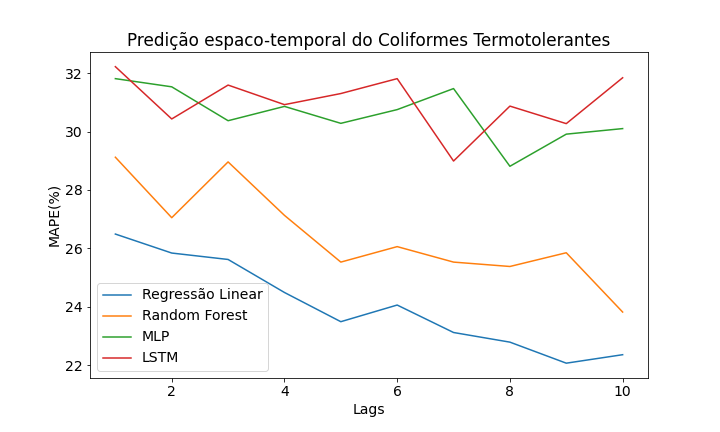 Predição espaco-temporal do Coliformes Termotolerantes
MAPE(%)
32
30
28
26
24
22
Regressão Linear
Random Forest
MLP
LSTM
2 4 6 8 10
Lags